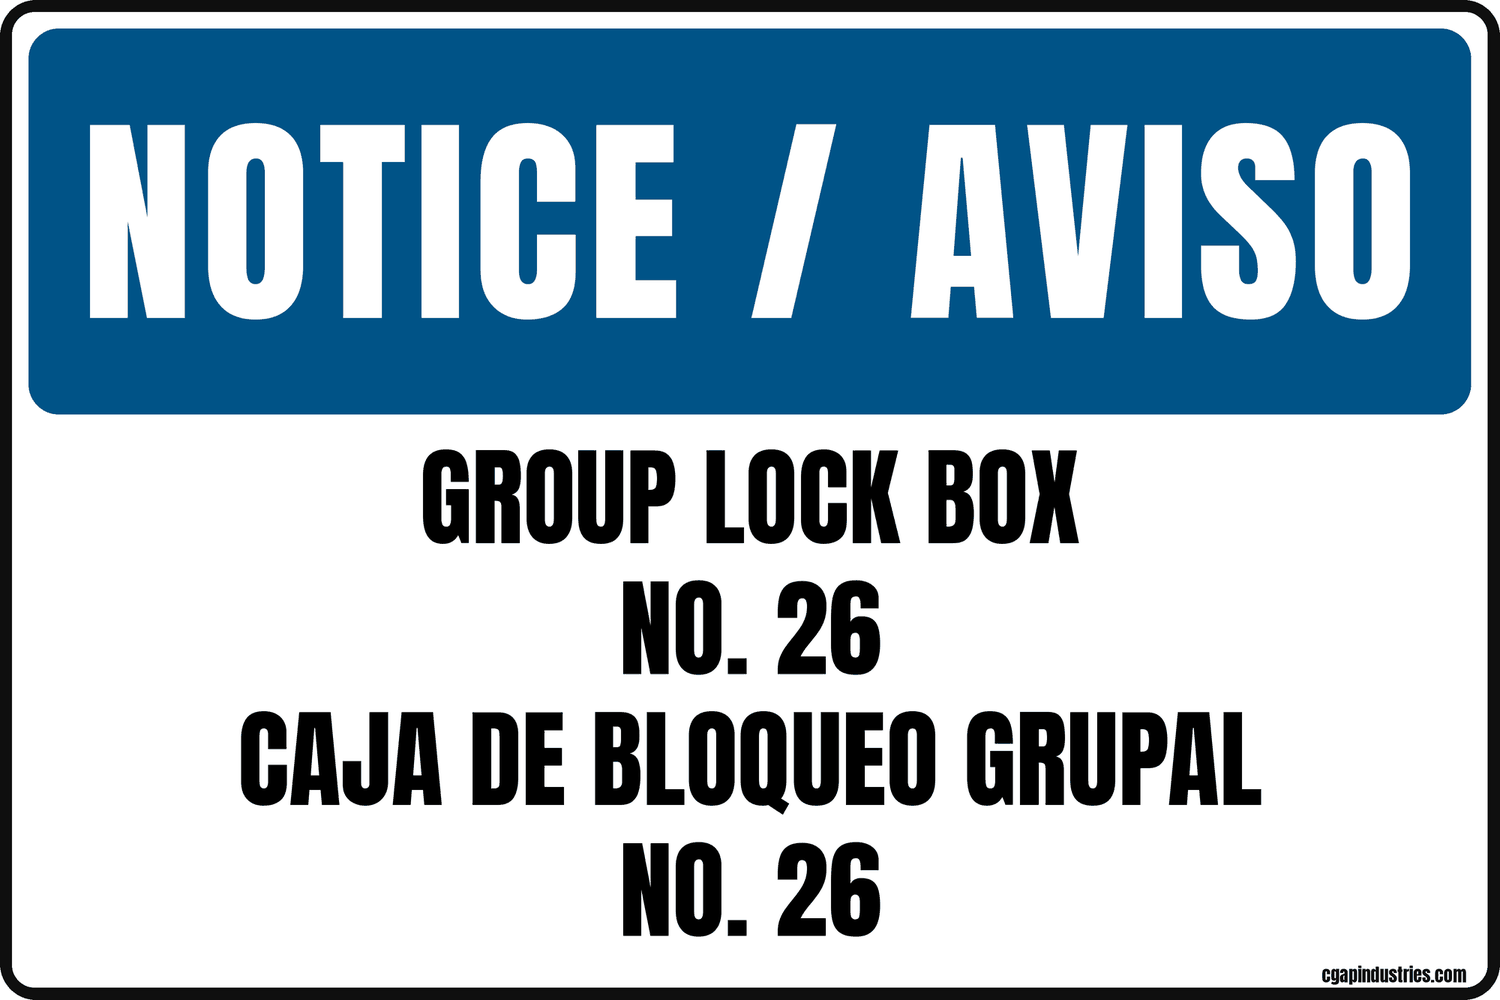 NOTICE / AVISO
GROUP LOCK BOX
NO. 26
CAJA DE BLOQUEO GRUPAL
NO. 26
cgapindustries.com